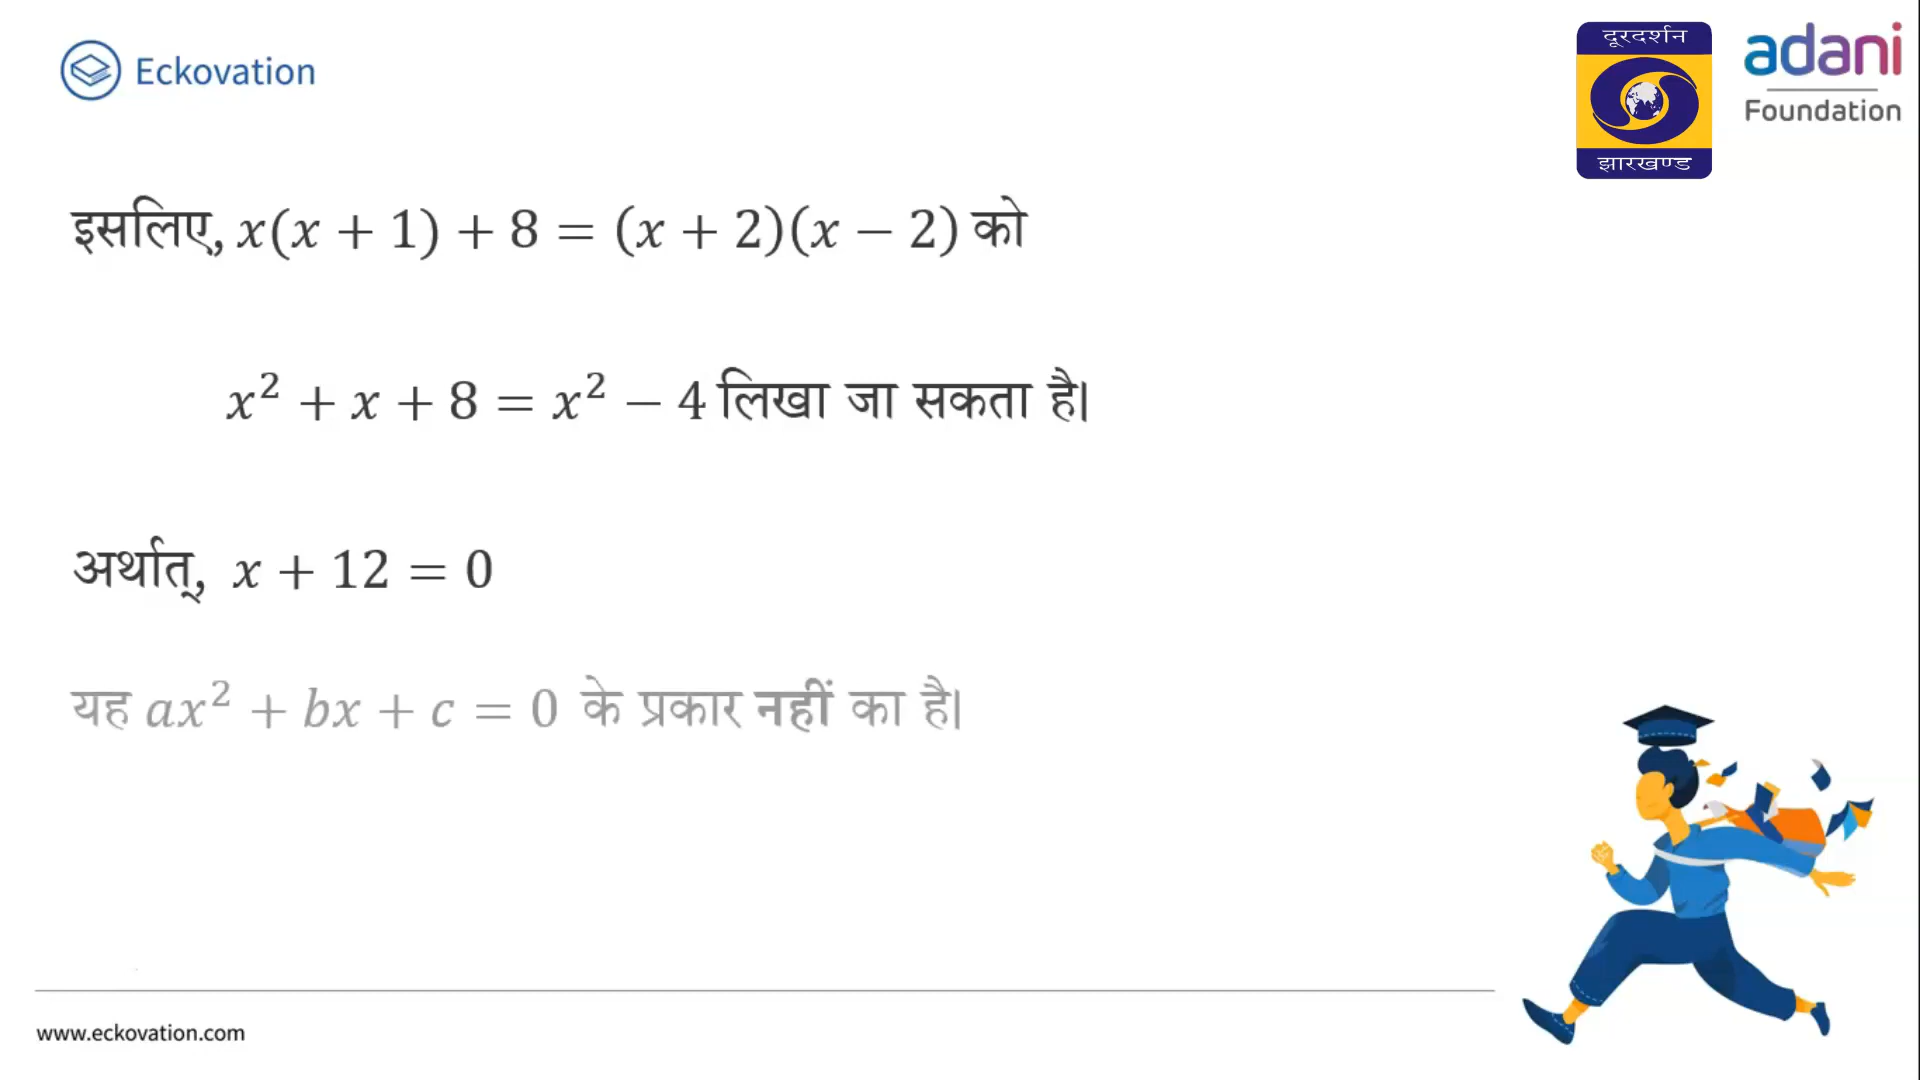 Eckovation
दूरदर्शन
झारखण्ड
adani
Foundation
इसलिए, x(x + 1) + 8 = (x + 2)(x − 2) को
x² + x + 8 = x² − 4 लिखा जा सकता है।
अर्थात्, x + 12 = 0
यह ax² + bx + c = 0 के प्रकार नहीं का है।
www.eckovation.com